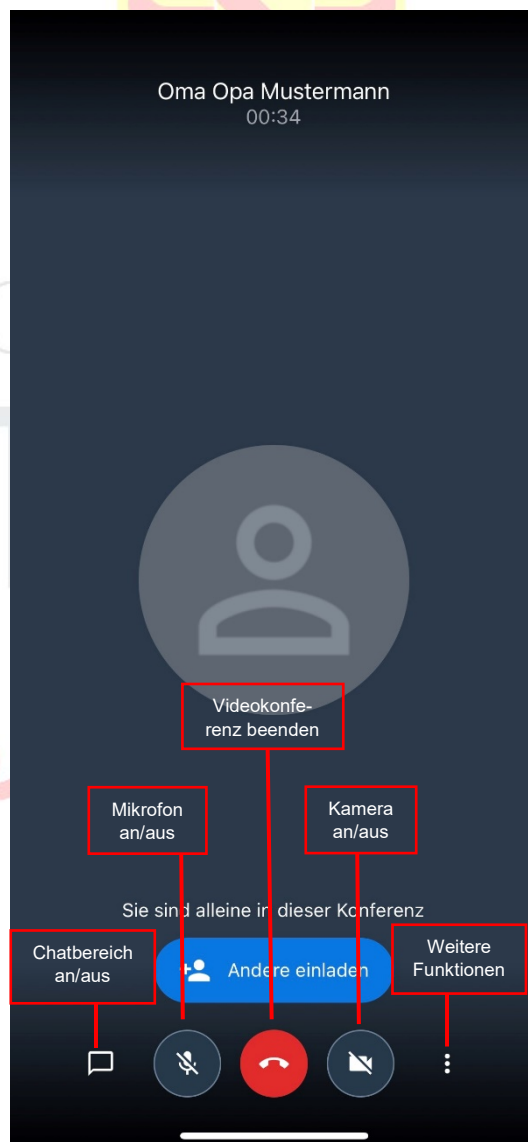 Oma Opa Mustermann
00:34
Videokonfe-
renz beenden
Mikrofon
an/aus
Kamera
an/aus
Sie sind alleine in dieser Konferenz
Chatbereich
an/aus
Andere einladen
Weitere
Funktionen